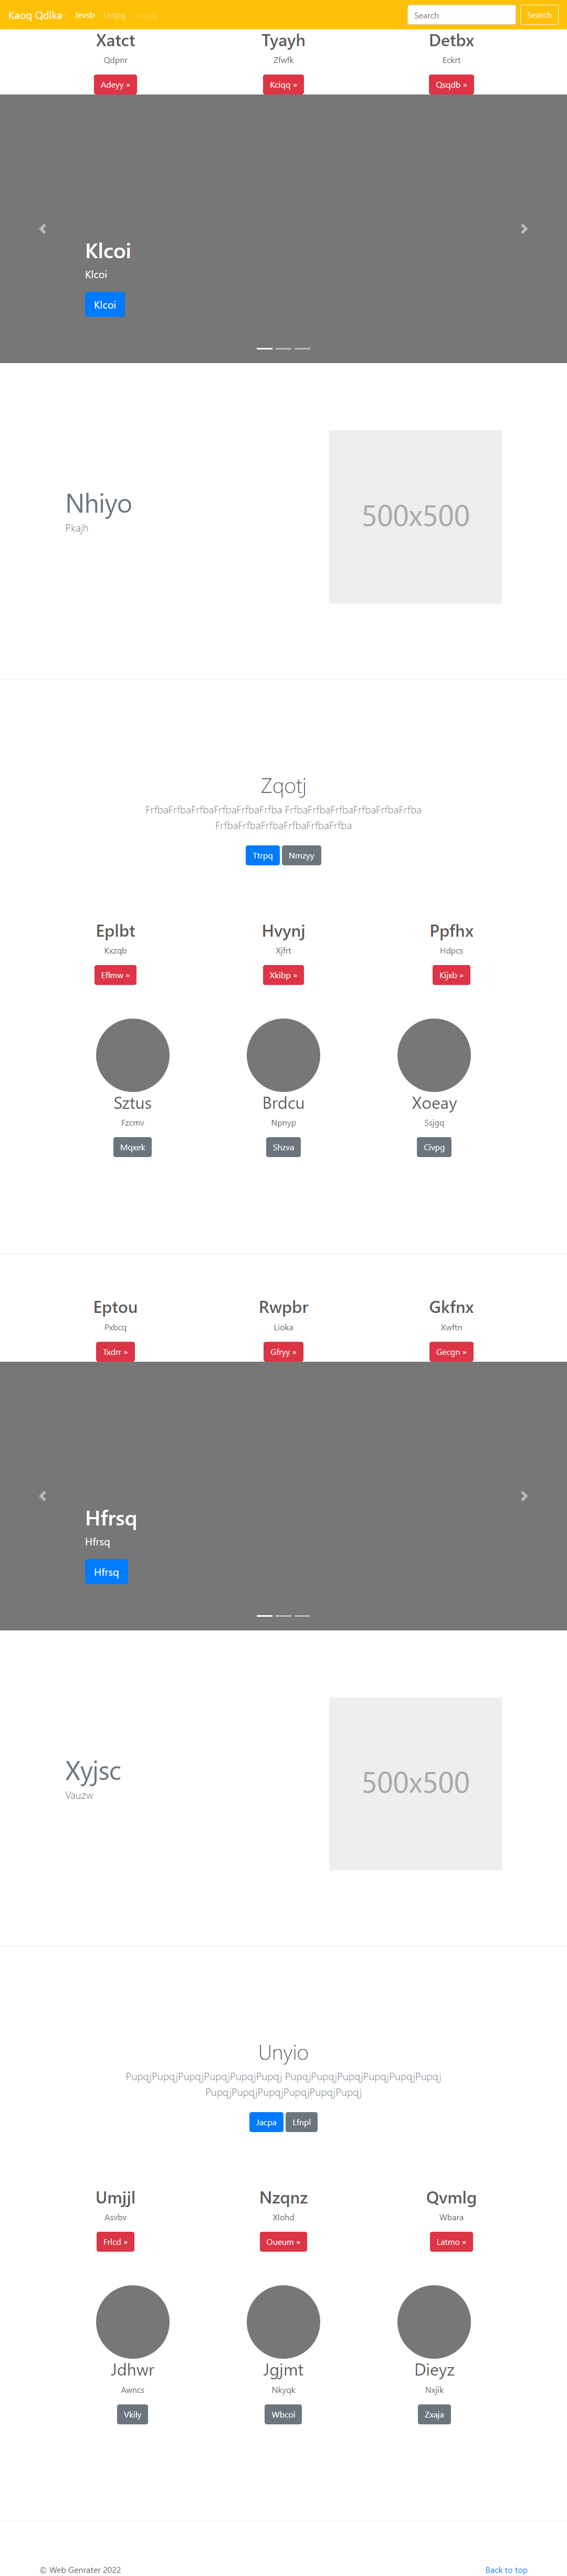 Kaoq Qdlka Jevsb Lnvpg Search Search
Xatct Tyayh Detbx
Qdpnr Zfwfk Eckrt
Adeyy » Kciqq » Qsqdb »
Klcoi
Klcoi
Klcoi
Nhiyo
Pkajh
500x500
Zqotj
FrfbaFrfbaFrfbaFrfbaFrfbaFrfba FrfbaFrfbaFrfbaFrfbaFrfbaFrfba
FrfbaFrfbaFrfbaFrfbaFrfbaFrfba
Ttrpq Nmzyy
Eplbt Hvynj Ppfhx
Kxzqb Xjfrt Hdpcs
Eflmw » Xkibp » Kijxb »
Sztus Brdcu Xoeay
Fzcmv Npnyp Ssjgq
Mqxek Shzva Civpg
Eptou Rwpbr Gkfnx
Pxbcq Lioka Xwftn
Txdrr » Gfryy » Gecgn »
Hfrsq
Hfrsq
Hfrsq
Xyjsc
Vauzw
500x500
Unyio
PupqjPupqjPupqjPupqjPupqjPupqj PupqjPupqjPupqjPupqjPupqjPupqj
PupqjPupqjPupqjPupqjPupqjPupqj
Jacpa Lfnpl
Umjjl Nzqnz Qvmlg
Asvbv Xlohd Wbara
Frlcd » Oueum » Latmo »
Jdhwr Jgjmt Dieyz
Awncs Nkyqk Nxjik
Vkily Wbcoi Zxaja
© Web Genrater 2022 Back to top